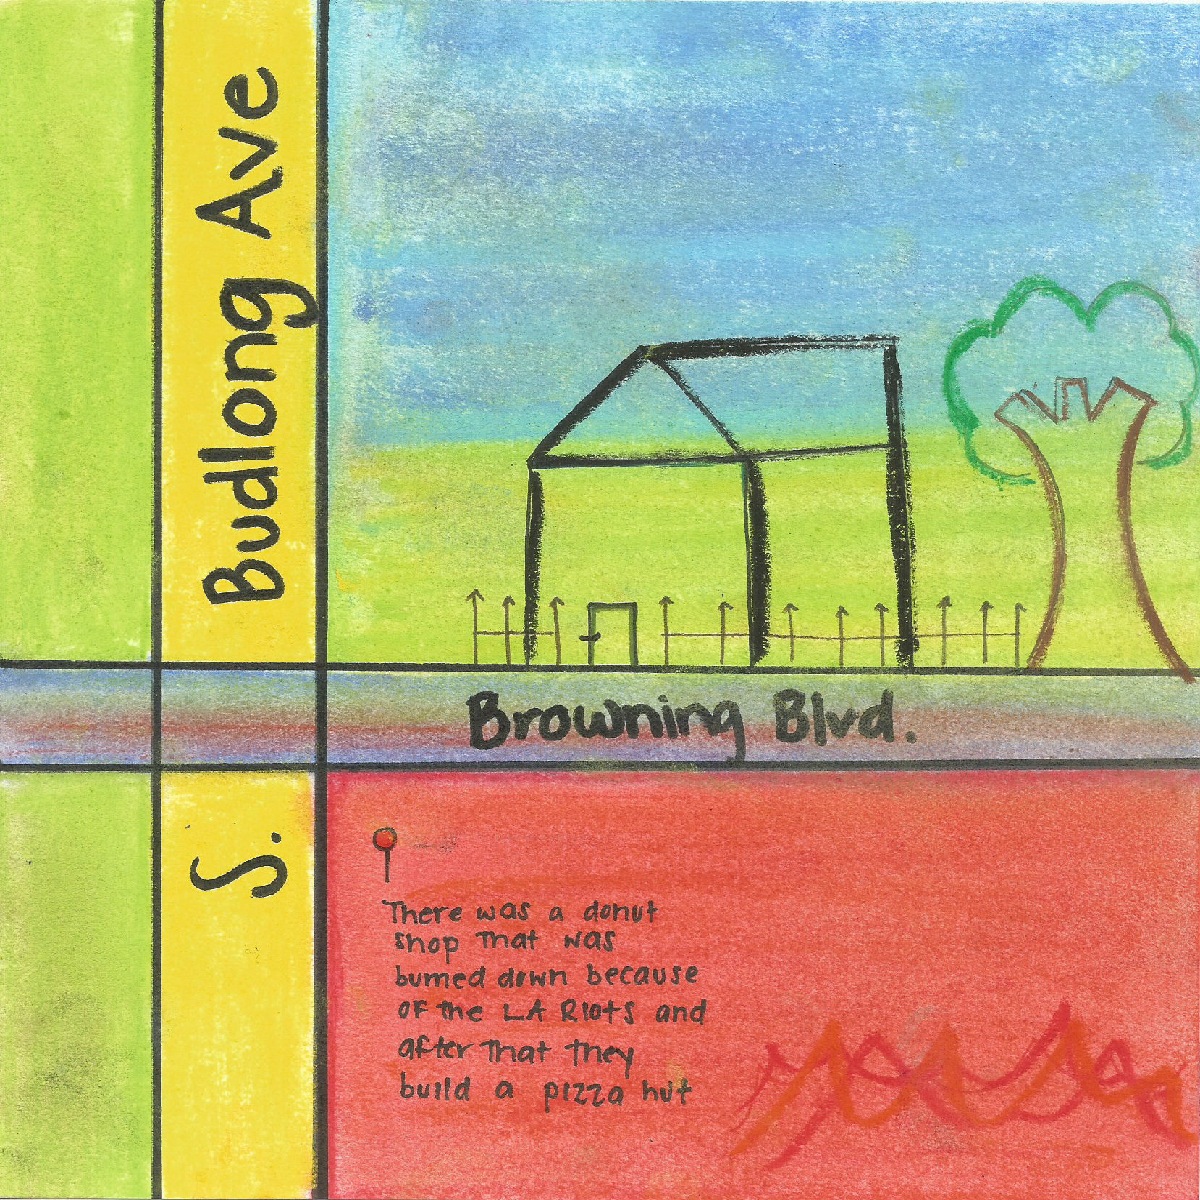 S. Budlong Ave
Browning Blvd.
There was a donut
shop that was
burned down because
of the LA Riots and
after that they
build a pizza hut